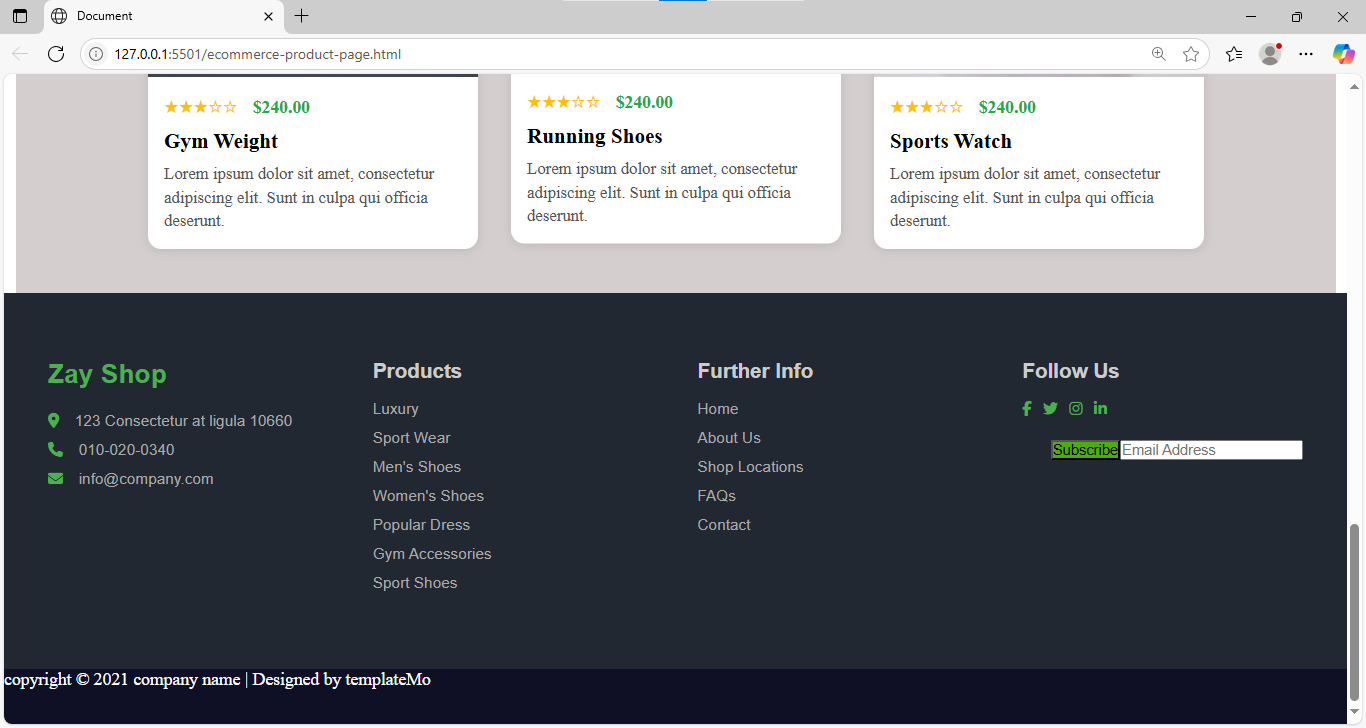 Document
127.0.0.1:5501/ecommerce-product-page.html
★★★☆☆ $240.00
Gym Weight
Lorem ipsum dolor sit amet, consectetur
adipiscing elit. Sunt in culpa qui officia
deserunt.
★★★☆☆ $240.00
Running Shoes
Lorem ipsum dolor sit amet, consectetur
adipiscing elit. Sunt in culpa qui officia
deserunt.
★★★☆☆ $240.00
Sports Watch
Lorem ipsum dolor sit amet, consectetur
adipiscing elit. Sunt in culpa qui officia
deserunt.
Zay Shop
123 Consectetur at ligula 10660
010-020-0340
info@company.com
Products
Luxury
Sport Wear
Men's Shoes
Women's Shoes
Popular Dress
Gym Accessories
Sport Shoes
Further Info
Home
About Us
Shop Locations
FAQs
Contact
Follow Us
Subscribe Email Address
copyright © 2021 company name | Designed by templateMo